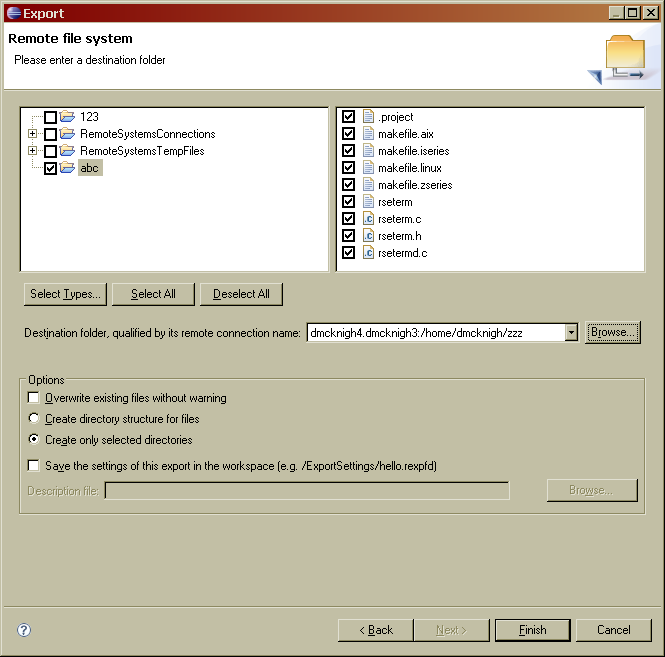 Export
Remote file system
Please enter a destination folder
123
RemoteSystemsConnections
RemoteSystemsTempFiles
abc
.project
makefile.aix
makefile.iseries
makefile.linux
makefile.zseries
rseterm
rseterm.c
rseterm.h
rsetermd.c
Select Types... Select All Deselect All
Destination folder, qualified by its remote connection name: dmcknigh4.dmcknigh3:/home/dmcknigh/zzz Browse...
Options
Overwrite existing files without warning
Create directory structure for files
Create only selected directories
Save the settings of this export in the workspace (e.g. /ExportSettings/hello.rexpfd)
Description file: Browse...
? < Back Next > Finish Cancel